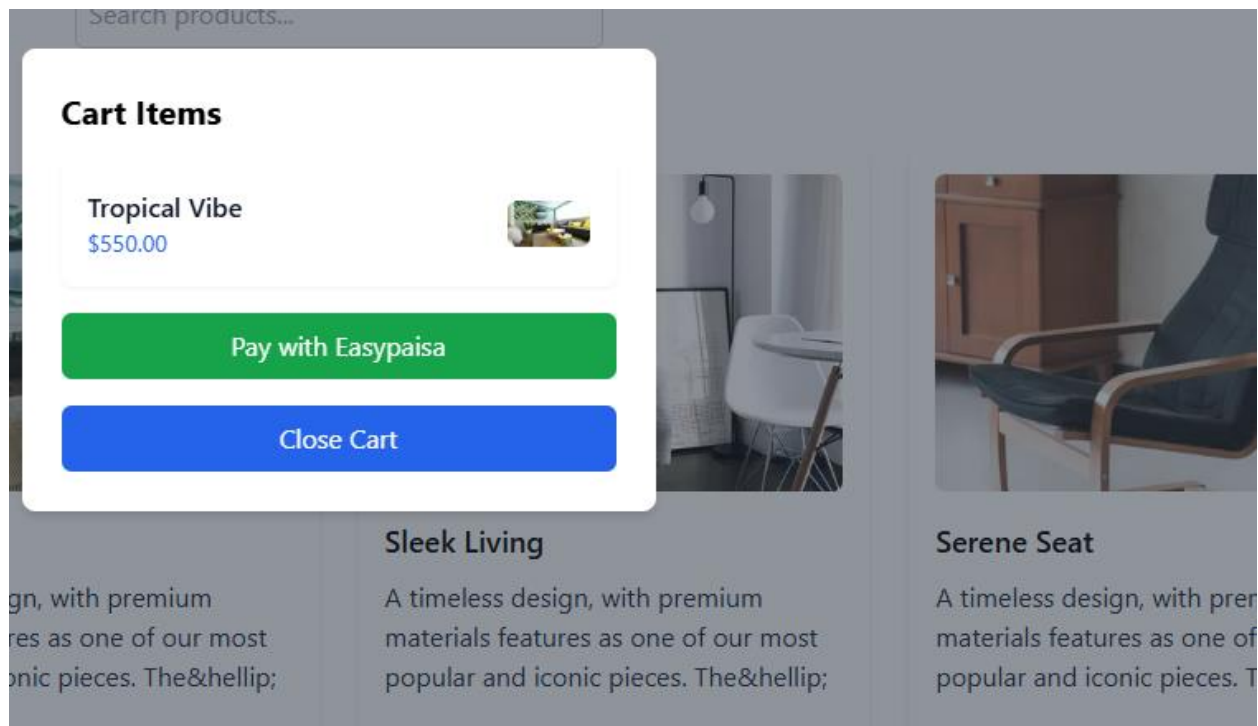 Search products...
Cart Items
Tropical Vibe
$550.00
Pay with Easypaisa
Close Cart
gn, with premium
res as one of our most
onic pieces. The&hellip;
Sleek Living
A timeless design, with premium
materials features as one of our most
popular and iconic pieces. The&hellip;
Serene Seat
A timeless design, with prem
materials features as one of
popular and iconic pieces. T